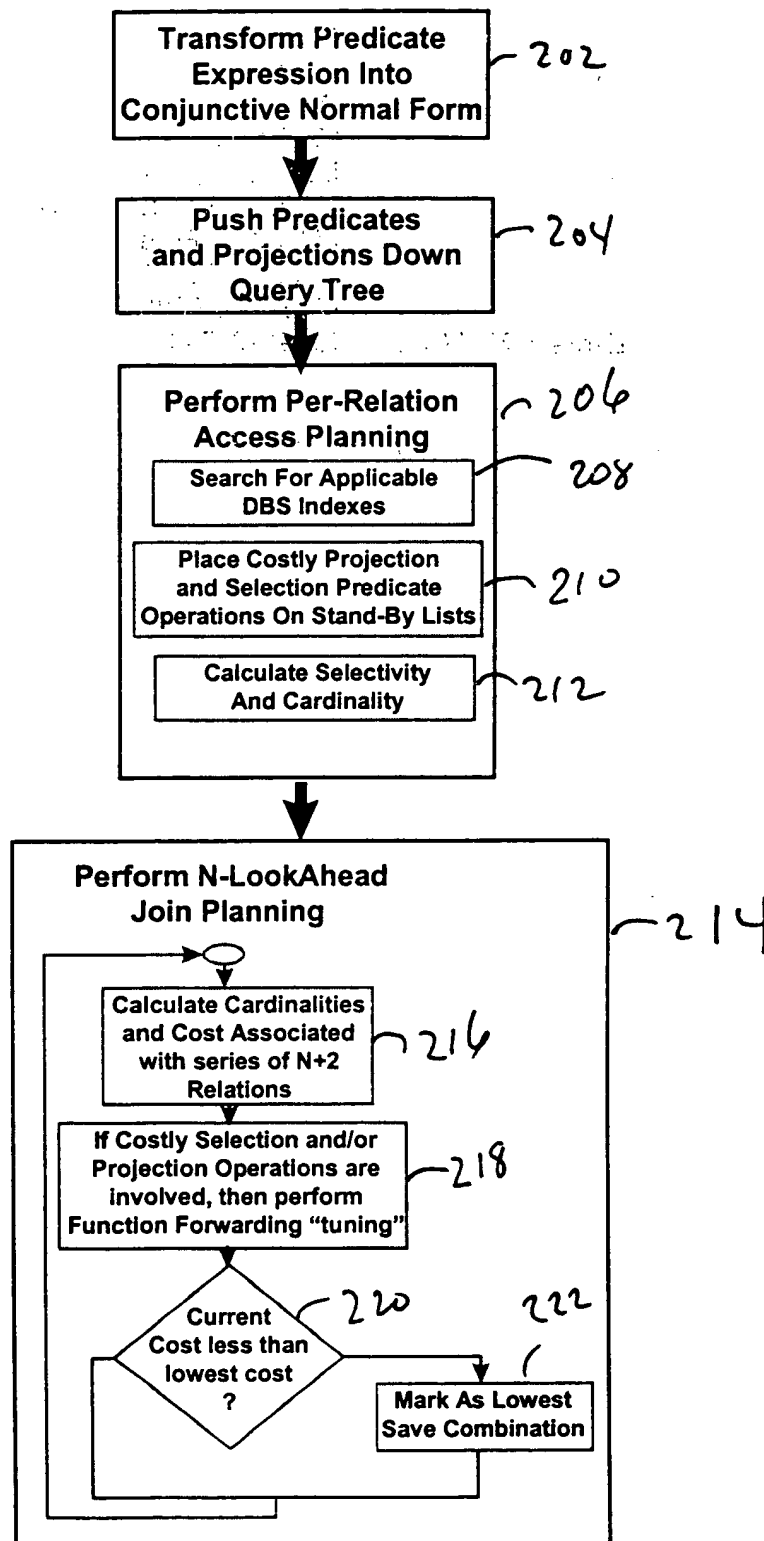 Transform Predicate
Expression Into
Conjunctive Normal Form
202
Push Predicates
and Projections Down
Query Tree
204
Perform Per-Relation
Access Planning
206
Search For Applicable
DBS Indexes
208
Place Costly Projection
and Selection Predicate
Operations On Stand-By Lists
210
Calculate Selectivity
And Cardinality
212
Perform N-LookAhead
Join Planning
214
Calculate Cardinalities
and Cost Associated
with series of N+2
Relations
216
If Costly Selection and/or
Projection Operations are
involved, then perform
Function Forwarding “tuning”
218
Current
Cost less than
lowest cost
?
220
222
Mark As Lowest
Save Combination